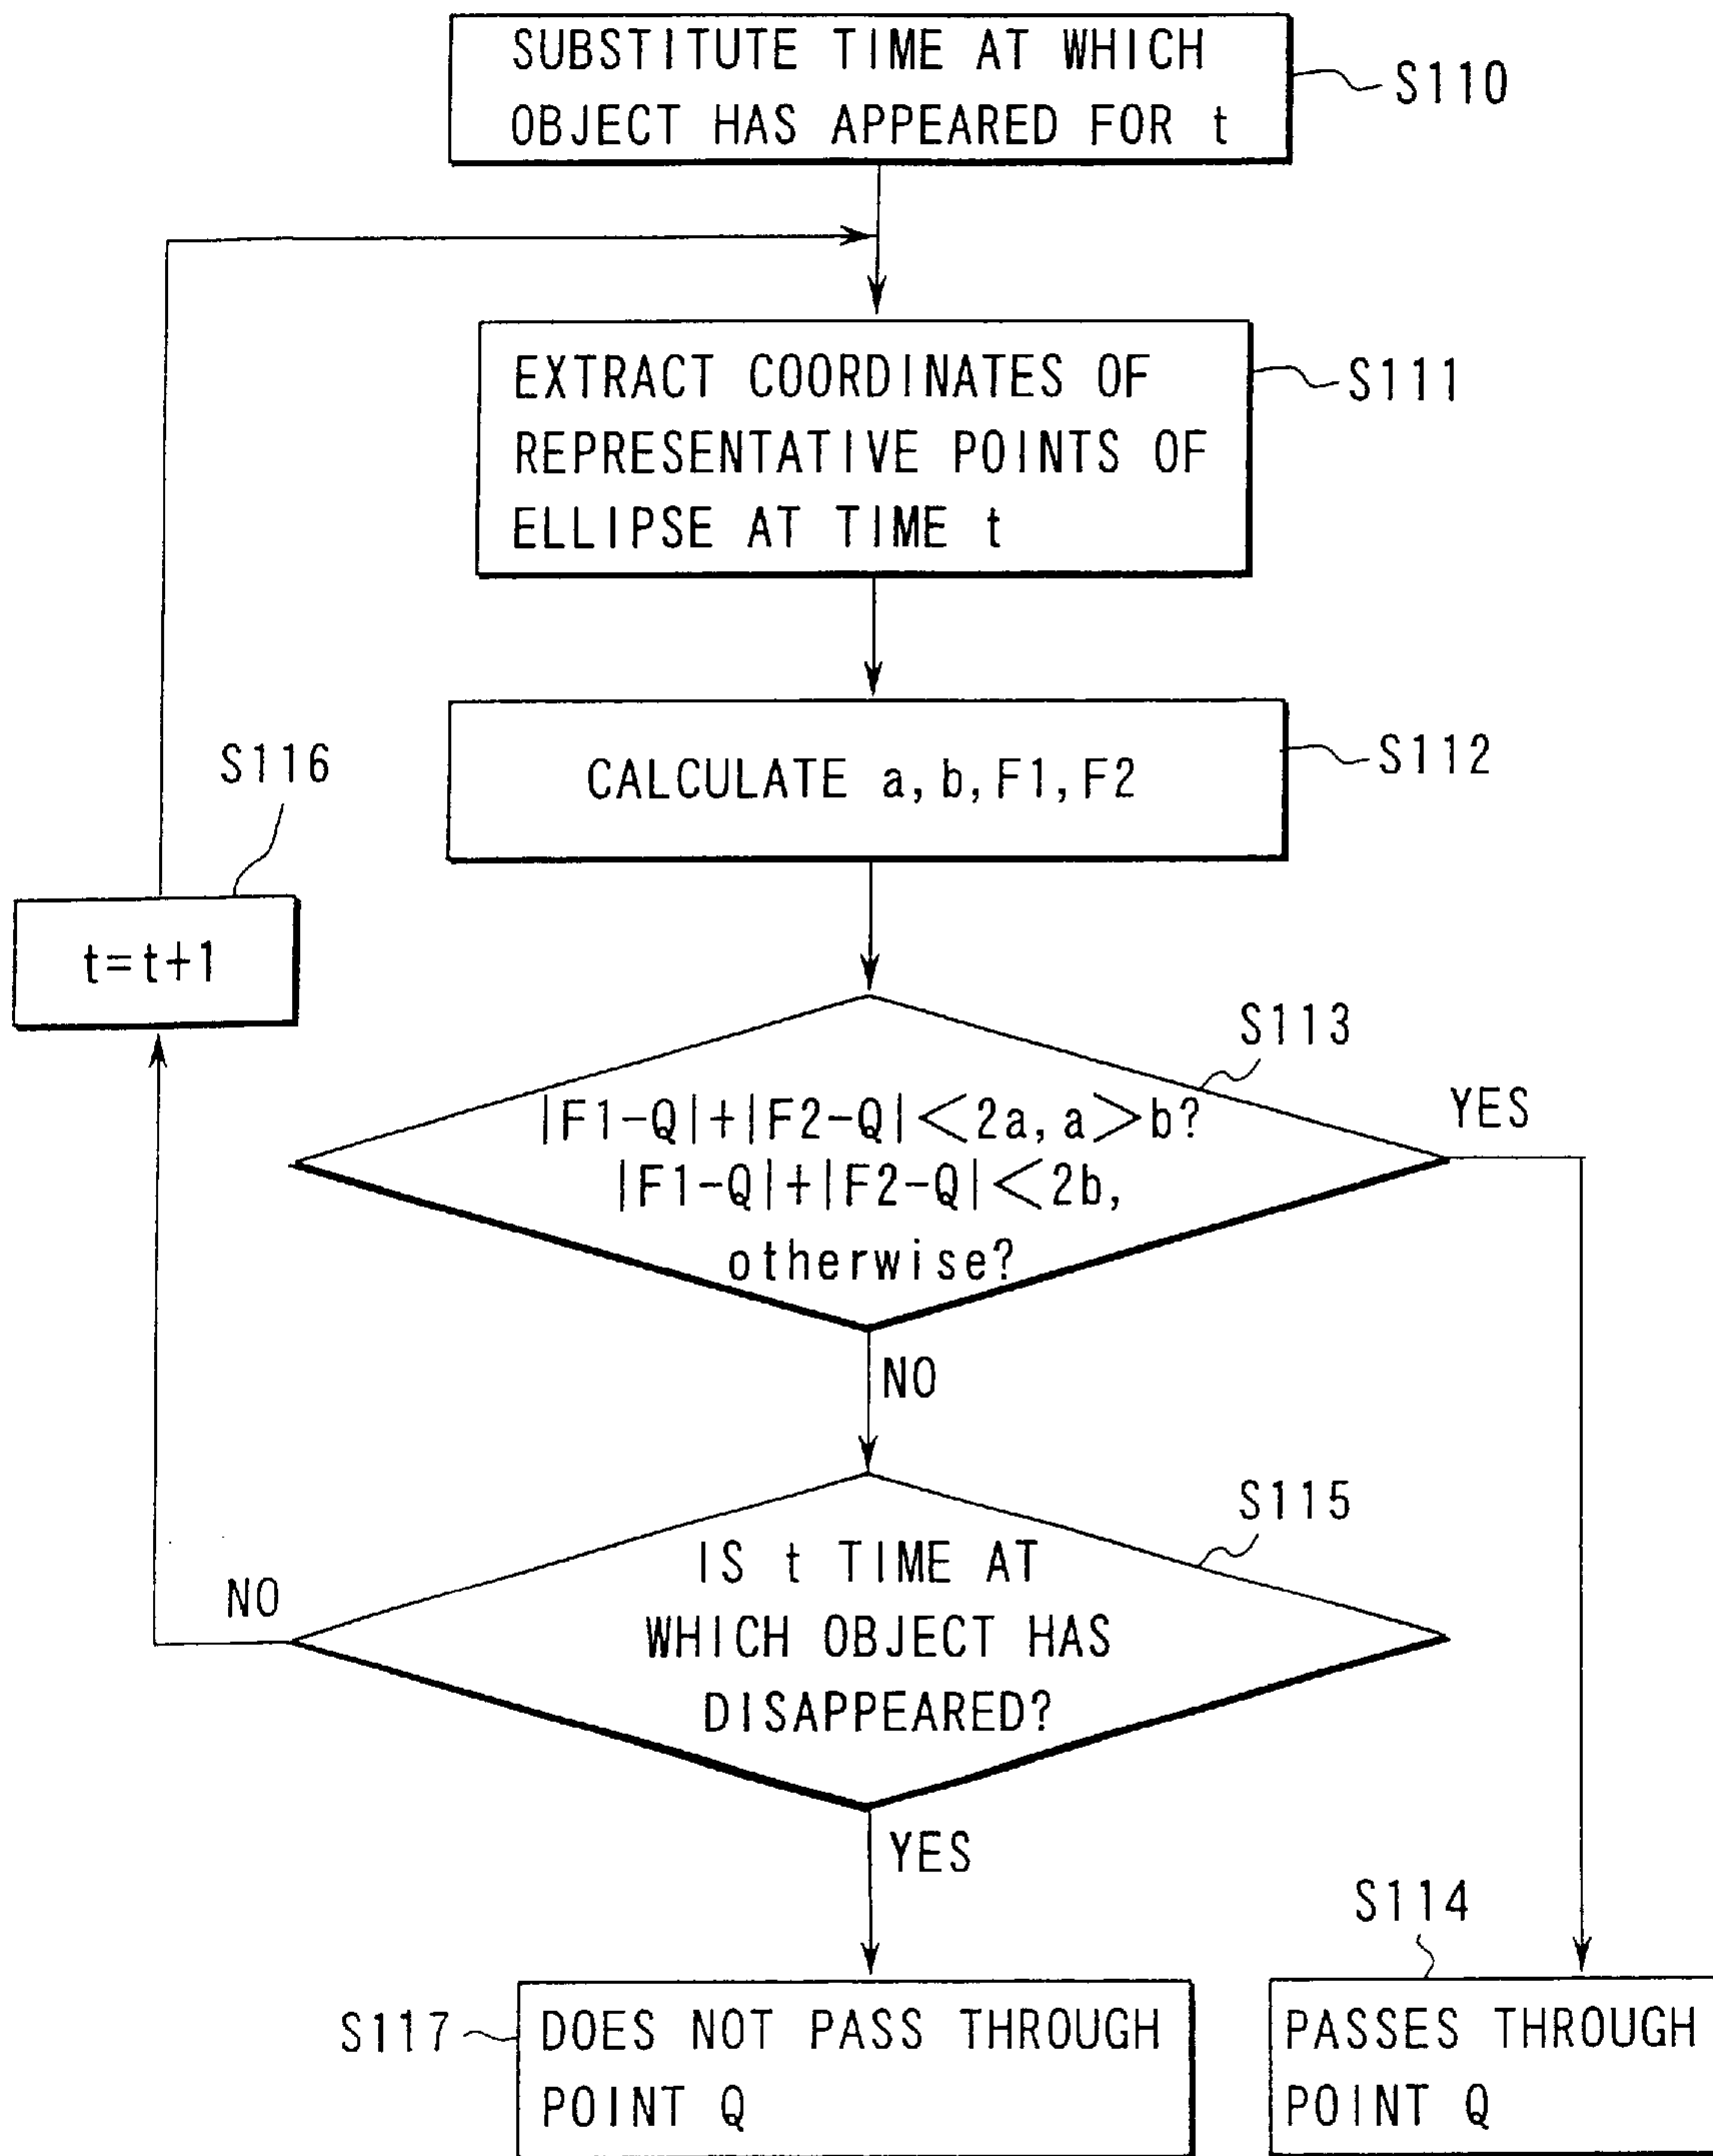 SUBSTITUTE TIME AT WHICH
OBJECT HAS APPEARED FOR t
S110
EXTRACT COORDINATES OF
REPRESENTATIVE POINTS OF
ELLIPSE AT TIME t
S111
CALCULATE a, b, F1, F2
S112
S116
t=t+1
S113
|F1-Q|+|F2-Q|<2a, a>b?
|F1-Q|+|F2-Q|<2b,
otherwise?
YES
NO
S115
IS t TIME AT
WHICH OBJECT HAS
DISAPPEARED?
NO
YES
S114
S117
DOES NOT PASS THROUGH
POINT Q
PASSES THROUGH
POINT Q